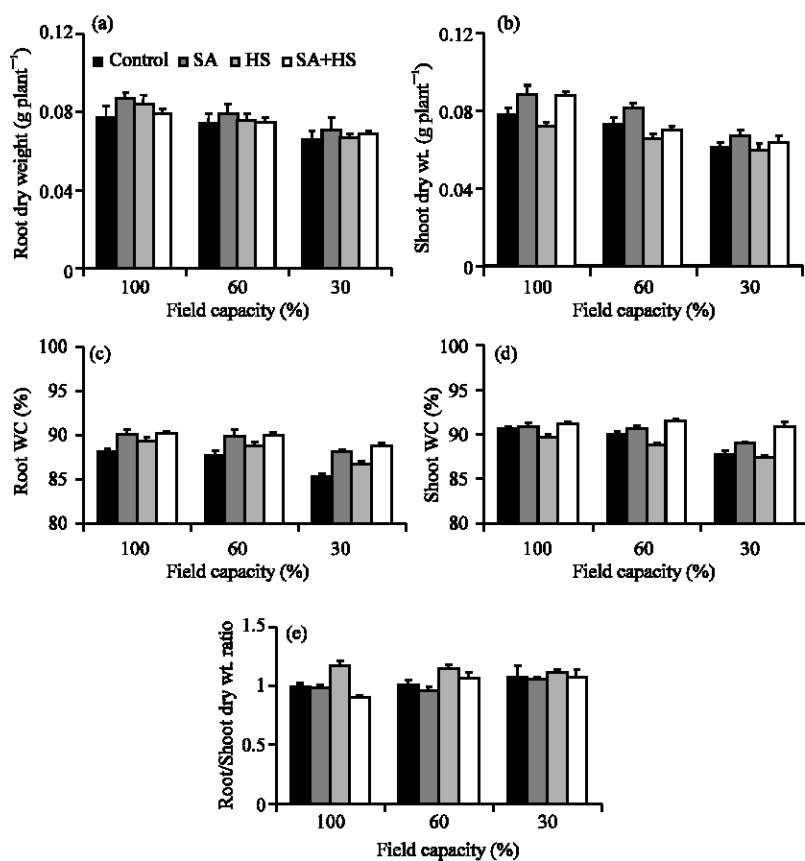 (a)
Control SA HS SA+HS
Root dry weight (g plant⁻¹)
0.12
0.08
0.04
0
100 60 30
Field capacity (%)
(b)
Shoot dry wt. (g plant⁻¹)
0.12
0.08
0.04
0
100 60 30
Field capacity (%)
(c)
Root WC (%)
100
95
90
85
80
100 60 30
Field capacity (%)
(d)
Shoot WC (%)
100
95
90
85
80
100 60 30
Field capacity (%)
(e)
Root/Shoot dry wt. ratio
1.5
1
0.5
0
100 60 30
Field capacity (%)